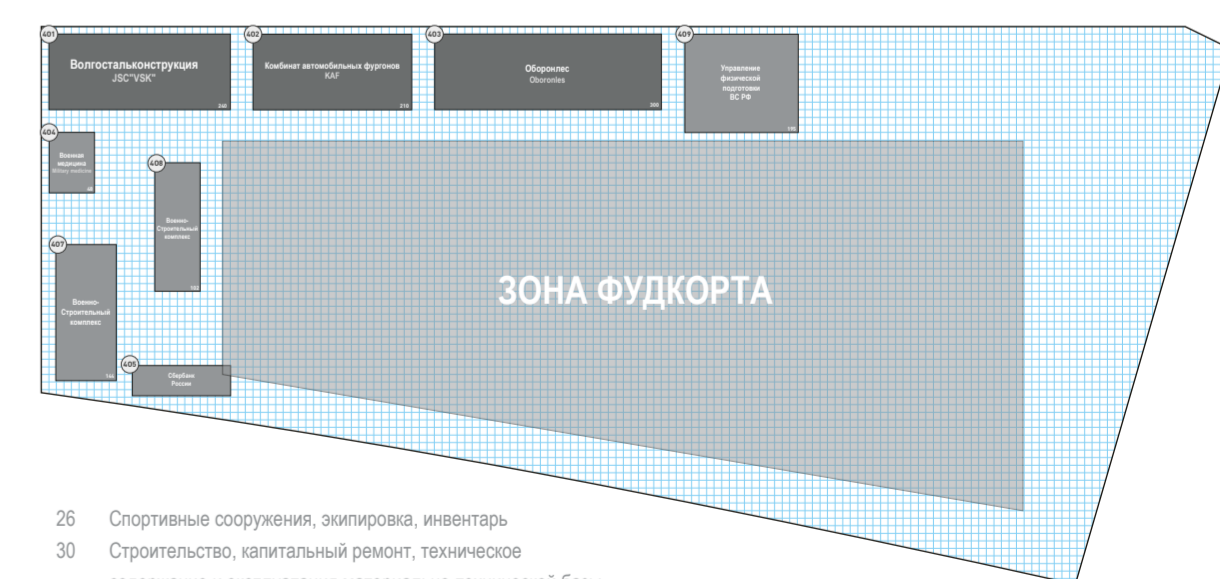 401
Волгостальконструкция
JSC"VSK"
240
402
Комбинат автомобильных фургонов
KAF
210
403
Оборонлес
Oboronles
300
409
Управление
физической
подготовки
ВС РФ
404
Военная
медицина
Military medicine
408
Военно-
Строительный
комплекс
407
Военно-
Строительный
комплекс
144
405
Сбербанк
России
ЗОНА ФУДКОРТА
26 Спортивные сооружения, экипировка, инвентарь
30 Строительство, капитальный ремонт, техническое